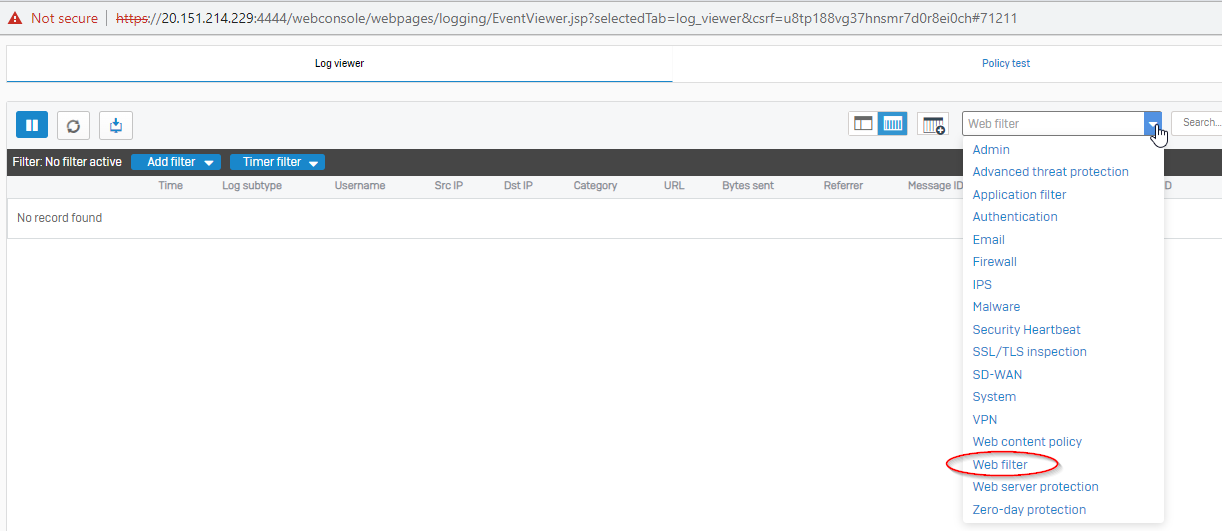 Not secure | https://20.151.214.229:4444/webconsole/webpages/logging/EventViewer.jsp?selectedTab=log_viewer&csrf=u8tp188vg37hnsmr7d0r8ei0ch#71211
Log viewer Policy test
Web filter Search...
Filter: No filter active Add filter Timer filter
Time Log subtype Username Src IP Dst IP Category URL Bytes sent Referrer Message ID
No record found
Admin
Advanced threat protection
Application filter
Authentication
Email
Firewall
IPS
Malware
Security Heartbeat
SSL/TLS inspection
SD-WAN
System
VPN
Web content policy
Web filter
Web server protection
Zero-day protection